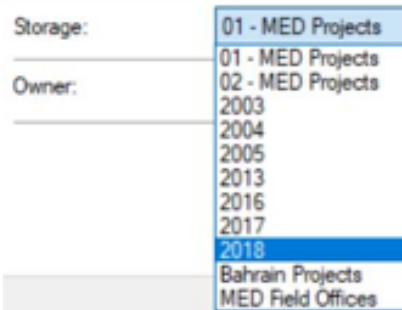 Storage: 01 - MED Projects
01 - MED Projects
02 - MED Projects
Owner:
2003
2004
2005
2013
2016
2017
2018
Bahrain Projects
MED Field Offices